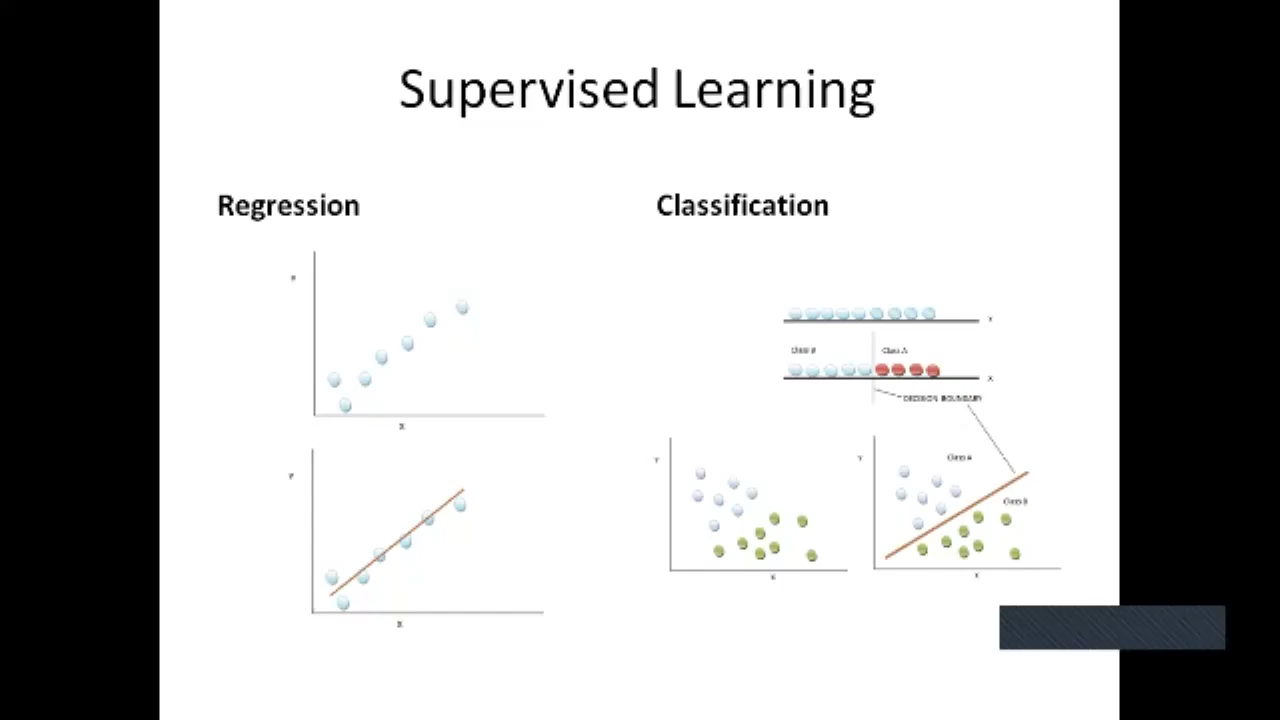 Supervised Learning
Regression
Y
X
Y
X
Classification
X
Class B
Class A
X
DECISION BOUNDARY
Y
X
Y
Class A
Class B
X